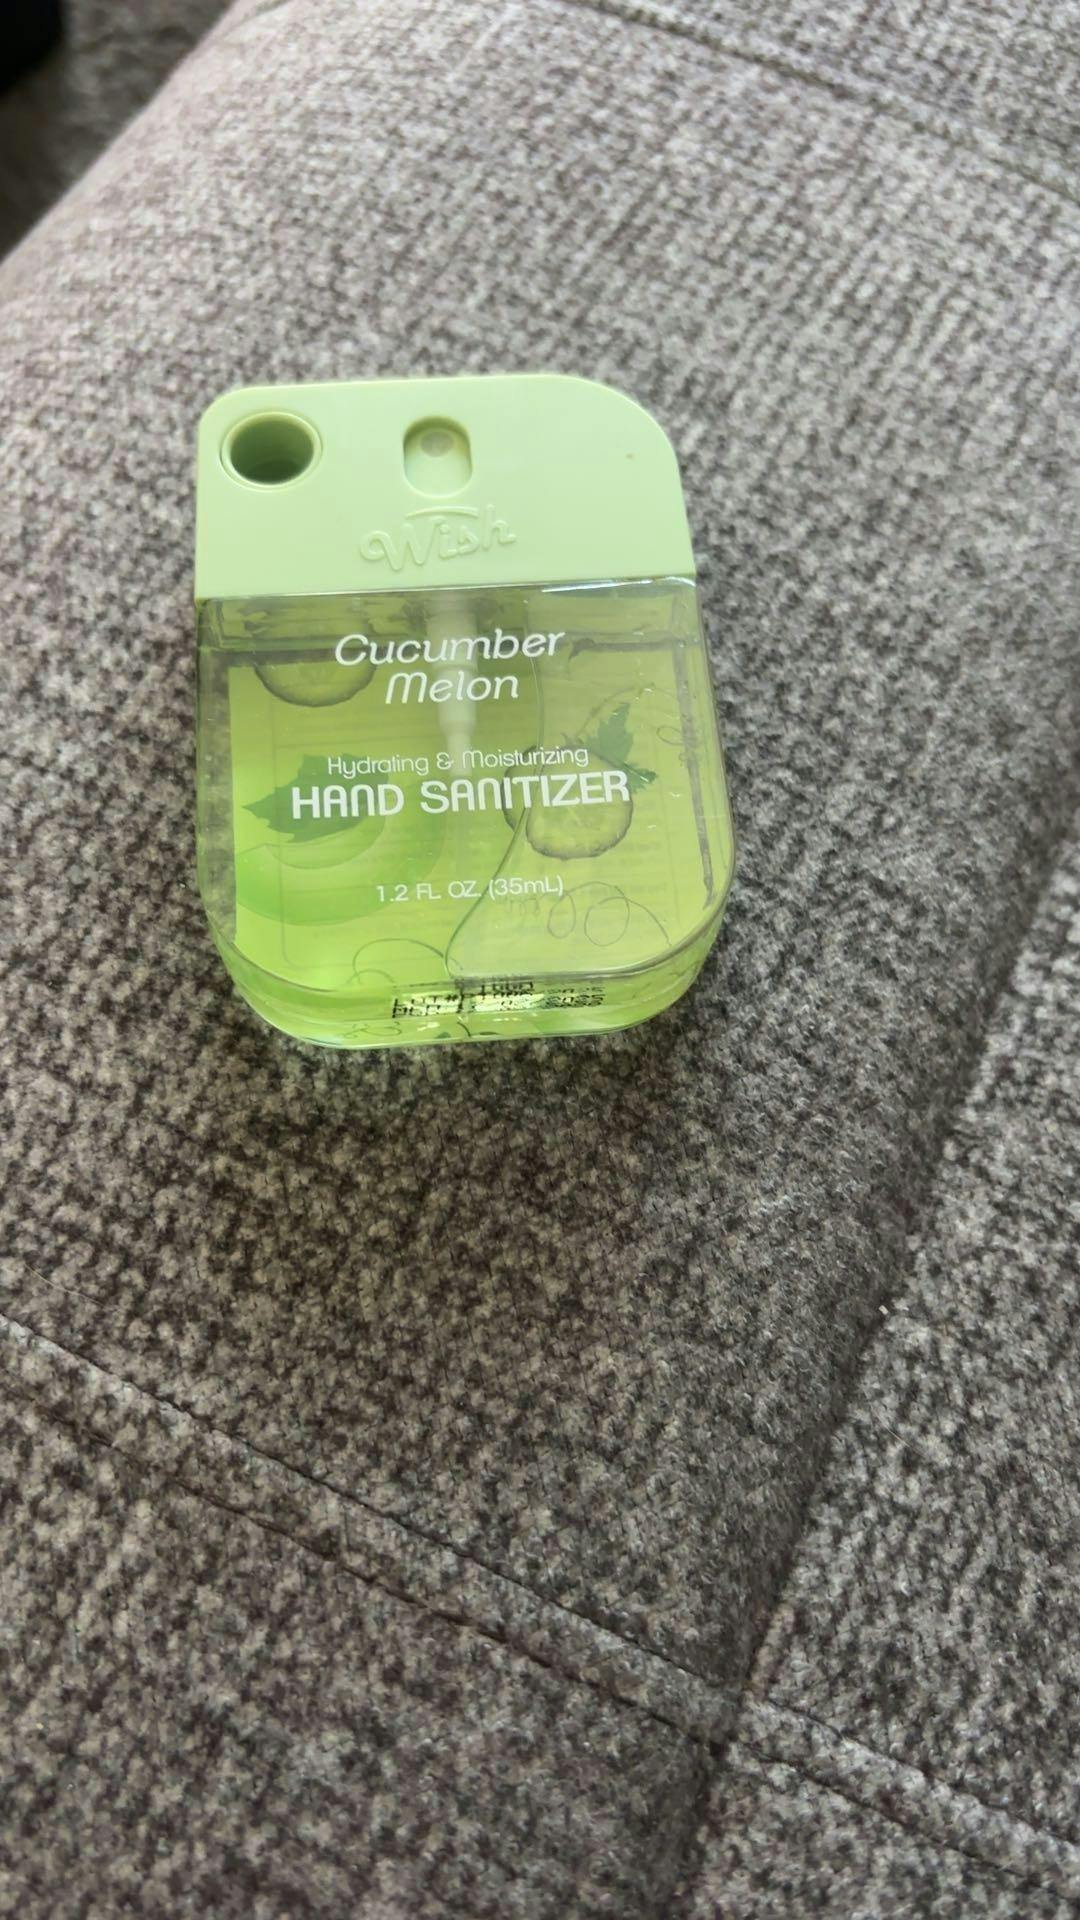 Wish
Cucumber
Melon
Hydrating & Moisturizing
HAND SANITIZER
1.2 FL OZ. (35mL)